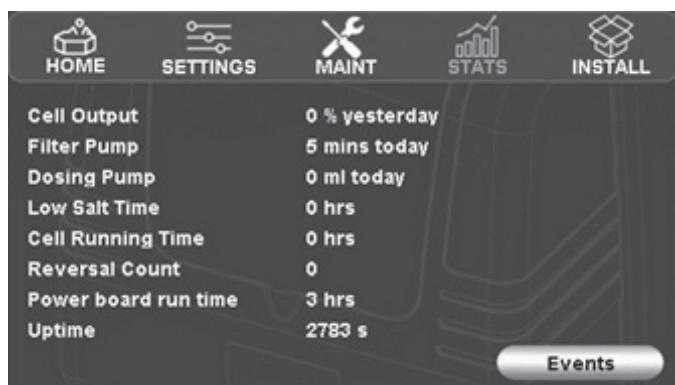 HOME SETTINGS MAINT STATS INSTALL
Cell Output 0 % yesterday
Filter Pump 5 mins today
Dosing Pump 0 ml today
Low Salt Time 0 hrs
Cell Running Time 0 hrs
Reversal Count 0
Power board run time 3 hrs
Uptime 2783 s
Events